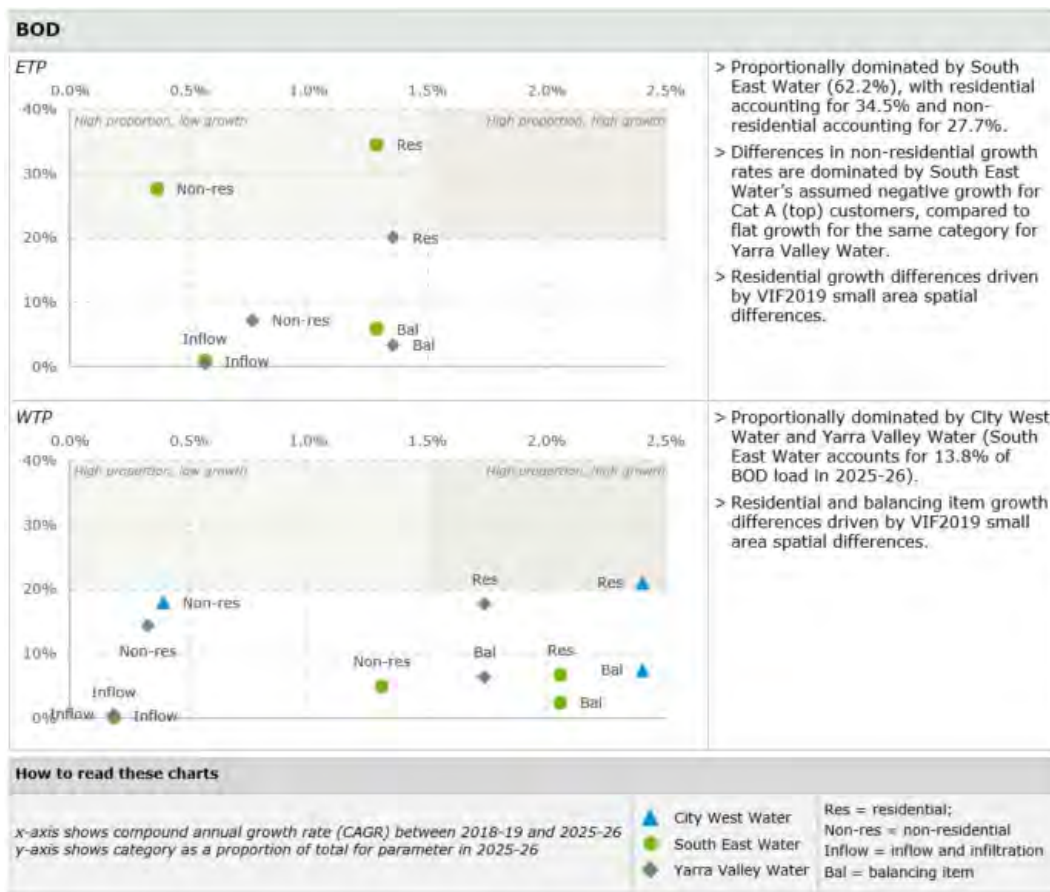 BOD
ETP
0.0% 0.5% 1.0% 1.5% 2.0% 2.5%
40%
High proportion, low growth High proportion, high growth
Res
30%
Non-res
20%
Res
10%
Non-res
Bal
Inflow
Bal
0%
Inflow
> Proportionally dominated by South
East Water (62.2%), with residential
accounting for 34.5% and non-
residential accounting for 27.7%.
> Differences in non-residential growth
rates are dominated by South East
Water's assumed negative growth for
Cat A (top) customers, compared to
flat growth for the same category for
Yarra Valley Water.
> Residential growth differences driven
by VIF2019 small area spatial
differences.
WTP
0.0% 0.5% 1.0% 1.5% 2.0% 2.5%
40%
High proportion, low growth High proportion, high growth
30%
20%
Res Res
Non-res
Non-res
10%
Non-res Bal Res Bal
Inflow
Bal
0% Inflow Inflow
> Proportionally dominated by City West
Water and Yarra Valley Water (South
East Water accounts for 13.8% of
BOD load in 2025-26).
> Residential and balancing item growth
differences driven by VIF2019 small
area spatial differences.
How to read these charts
x-axis shows compound annual growth rate (CAGR) between 2018-19 and 2025-26
y-axis shows category as a proportion of total for parameter in 2025-26
City West Water
South East Water
Yarra Valley Water
Res = residential;
Non-res = non-residential
Inflow = inflow and infiltration
Bal = balancing item